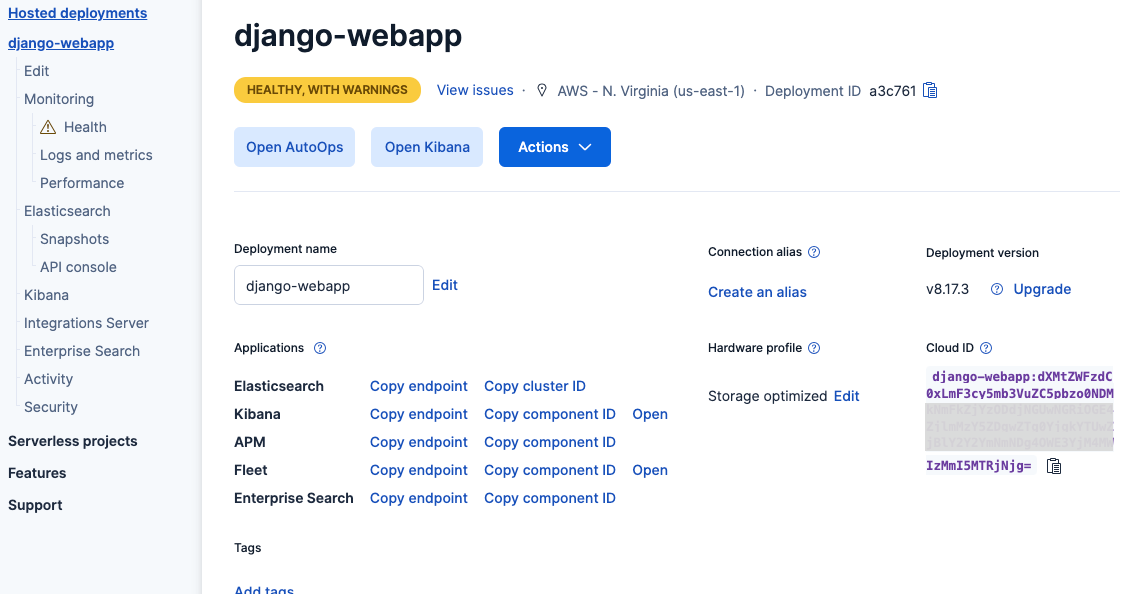 Hosted deployments
django-webapp
Edit
Monitoring
Health
Logs and metrics
Performance
Elasticsearch
Snapshots
API console
Kibana
Integrations Server
Enterprise Search
Activity
Security
Serverless projects
Features
Support
django-webapp
HEALTHY, WITH WARNINGS View issues · AWS - N. Virginia (us-east-1) · Deployment ID a3c761
Open AutoOps Open Kibana Actions
Deployment name
django-webapp Edit
Connection alias
Create an alias
Deployment version
v8.17.3 Upgrade
Applications
Elasticsearch Copy endpoint Copy cluster ID
Kibana Copy endpoint Copy component ID Open
APM Copy endpoint Copy component ID
Fleet Copy endpoint Copy component ID Open
Enterprise Search Copy endpoint Copy component ID
Hardware profile
Storage optimized Edit
Cloud ID
django-webapp:dXMtZWFzdC
0xLmF3cy5mb3VuZC5pbzo0NDM
IzMmI5MTRjNjg=
Tags
Add tags